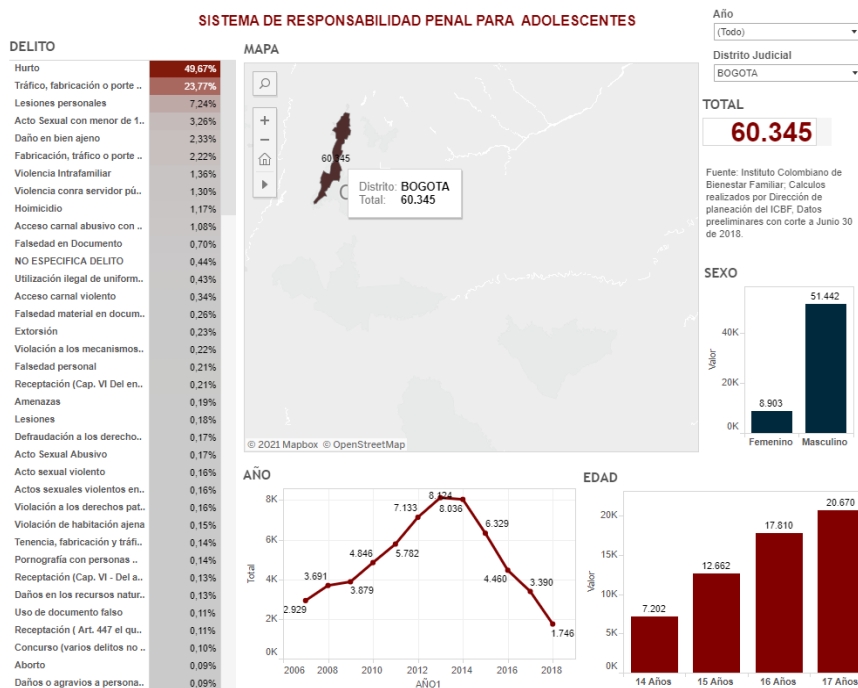 SISTEMA DE RESPONSABILIDAD PENAL PARA ADOLESCENTES
Año
(Todo)
Distrito Judicial
BOGOTA
TOTAL
60.345
Fuente: Instituto Colombiano de
Bienestar Familiar; Calculos
realizados por Dirección de
planeación del ICBF, Datos
preeliminares con corte a Junio 30
de 2018.
DELITO
Hurto 49,67%
Tráfico, fabricación o porte .. 23,77%
Lesiones personales 7,24%
Acto Sexual con menor de 1.. 3,26%
Daño en bien ajeno 2,33%
Fabricación, tráfico o porte .. 2,22%
Violencia Intrafamiliar 1,36%
Violencia conra servidor pú.. 1,30%
Hoimicidio 1,17%
Acceso carnal abusivo con .. 1,08%
Falsedad en Documento 0,70%
NO ESPECIFICA DELITO 0,44%
Utilización ilegal de uniform.. 0,43%
Acceso carnal violento 0,34%
Falsedad material en docum.. 0,26%
Extorsión 0,23%
Violación a los mecanismos.. 0,22%
Falsedad personal 0,21%
Receptación (Cap. VI Del en.. 0,21%
Amenazas 0,19%
Lesiones 0,18%
Defraudación a los derecho.. 0,17%
Acto Sexual Abusivo 0,17%
Acto sexual violento 0,16%
Actos sexuales violentos en.. 0,16%
Violación a los derechos pat.. 0,16%
Violación de habitación ajena 0,15%
Tenencia, fabricación y tráfi.. 0,14%
Pornografía con personas .. 0,14%
Receptación (Cap. VI - Del a.. 0,13%
Daños en los recursos natur.. 0,13%
Uso de documento falso 0,11%
Receptación ( Art. 447 el qu.. 0,11%
Concurso (varios delitos no .. 0,10%
Aborto 0,09%
Daños o agravios a persona.. 0,09%
MAPA
60.345
Distrito: BOGOTA
Total: 60.345
© 2021 Mapbox © OpenStreetMap
SEXO
51.442
8.903
40K
20K
0K
Valor
Femenino Masculino
AÑO
8K
6K
4K
2K
0K
Total
2.929
3.691
3.879
4.846
5.782
7.133
8.124
8.036
6.329
4.460
3.390
1.746
2006 2008 2010 2012 2014 2016 2018
AÑO1
EDAD
20K
15K
10K
5K
0K
Valor
7.202
12.662
17.810
20.670
14 Años 15 Años 16 Años 17 Años